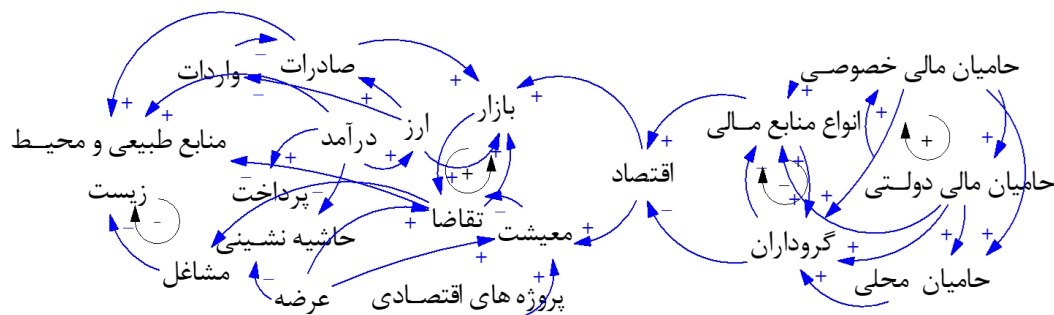 حامیان مالی خصوصی
صادرات
واردات
بازار
انواع منابع مالی
ارز
درآمد
منابع طبیعی و محیط
زیست
حامیان مالی دولتی
اقتصاد
پرداخت
تقاضا
معیشت
حاشیه نشینی
گروداران
مشاغل
حامیان محلی
عرضه
پروژه های اقتصادی